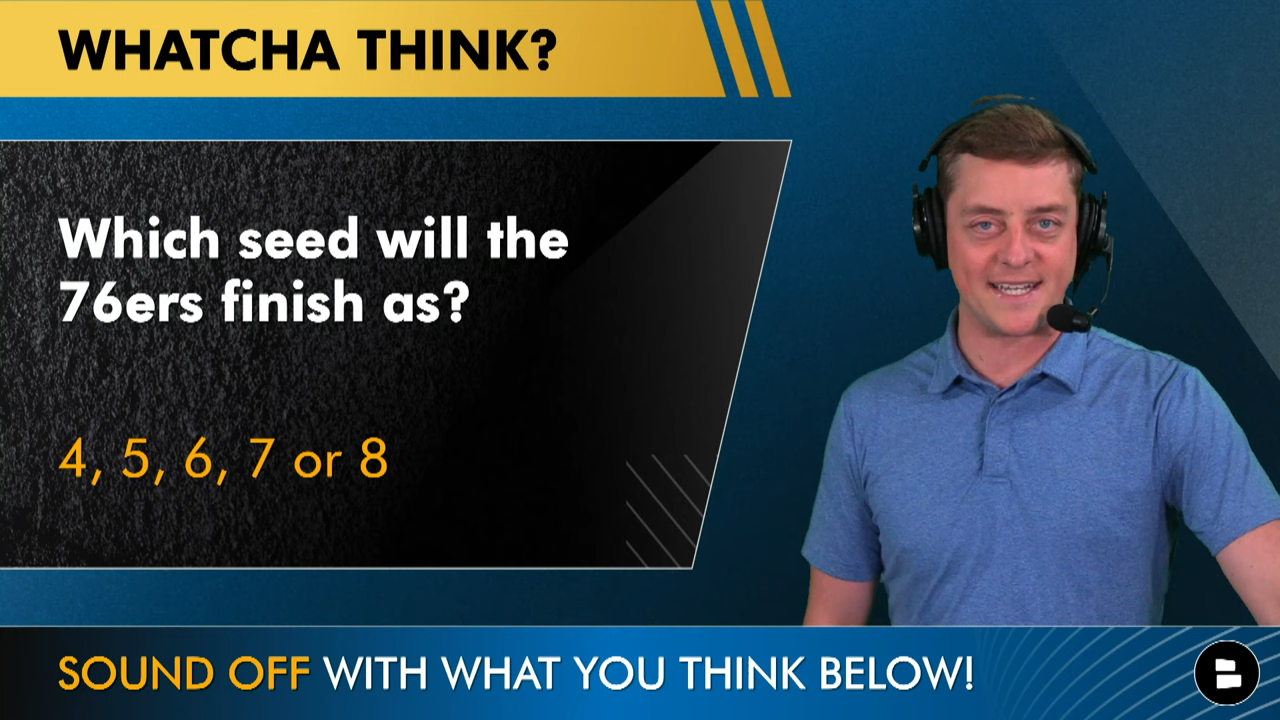 WHATCHA THINK?
Which seed will the
76ers finish as?
4, 5, 6, 7 or 8
SOUND OFF WITH WHAT YOU THINK BELOW!